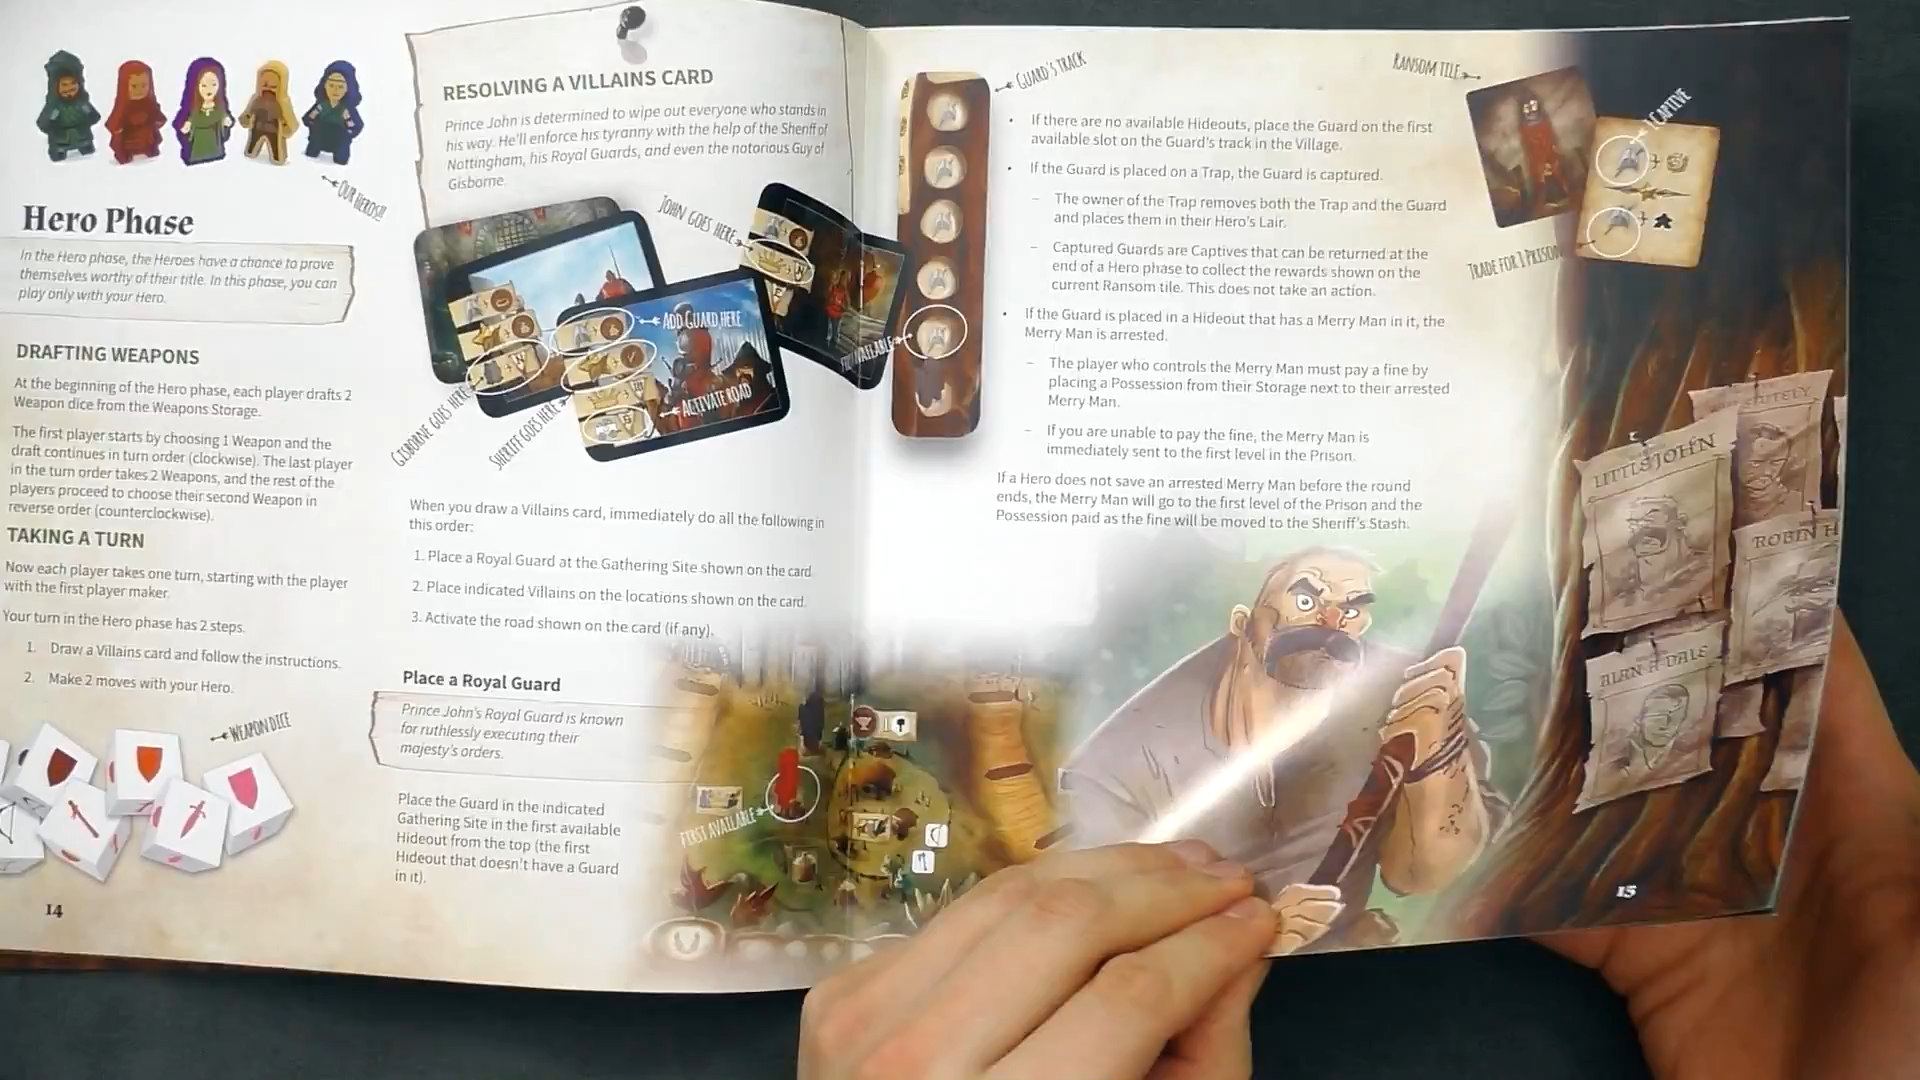 OUR HEROS!!
Hero Phase
In the Hero phase, the Heroes have a chance to prove
themselves worthy of their title. In this phase, you can
play only with your Hero.
DRAFTING WEAPONS
At the beginning of the Hero phase, each player drafts 2
Weapon dice from the Weapons Storage.
The first player starts by choosing 1 Weapon and the
draft continues in turn order (clockwise). The last player
in the turn order takes 2 Weapons, and the rest of the
players proceed to choose their second Weapon in
reverse order (counterclockwise).
TAKING A TURN
Now each player takes one turn, starting with the player
with the first player maker.
Your turn in the Hero phase has 2 steps.
1. Draw a Villains card and follow the instructions.
2. Make 2 moves with your Hero.
WEAPON DICE
14
RESOLVING A VILLAINS CARD
Prince John is determined to wipe out everyone who stands in
his way. He'll enforce his tyranny with the help of the Sheriff of
Nottingham, his Royal Guards, and even the notorious Guy of
Gisborne.
JOHN GOES HERE
ADD GUARD HERE
ACTIVATE ROAD
GISBORNE GOES HERE
SHERIFF GOES HERE
When you draw a Villains card, immediately do all the following in
this order:
1. Place a Royal Guard at the Gathering Site shown on the card.
2. Place indicated Villains on the locations shown on the card.
3. Activate the road shown on the card (if any).
Place a Royal Guard
Prince John's Royal Guard is known
for ruthlessly executing their
majesty's orders.
Place the Guard in the indicated
Gathering Site in the first available
Hideout from the top (the first
Hideout that doesn't have a Guard
in it).
FIRST AVAILABLE
GUARD'S TRACK
• If there are no available Hideouts, place the Guard on the first
available slot on the Guard's track in the Village.
• If the Guard is placed on a Trap, the Guard is captured.
– The owner of the Trap removes both the Trap and the Guard
and places them in their Hero's Lair.
– Captured Guards are Captives that can be returned at the
end of a Hero phase to collect the rewards shown on the
current Ransom tile. This does not take an action.
• If the Guard is placed in a Hideout that has a Merry Man in it, the
Merry Man is arrested.
– The player who controls the Merry Man must pay a fine by
placing a Possession from their Storage next to their arrested
Merry Man.
– If you are unable to pay the fine, the Merry Man is
immediately sent to the first level in the Prison.
If a Hero does not save an arrested Merry Man before the round
ends, the Merry Man will go to the first level of the Prison and the
Possession paid as the fine will be moved to the Sheriff's Stash.
RANSOM TILE
1 CAPTIVE
TRADE FOR 1
LITTLE JOHN
ROBIN H
ALAN A DALE
15